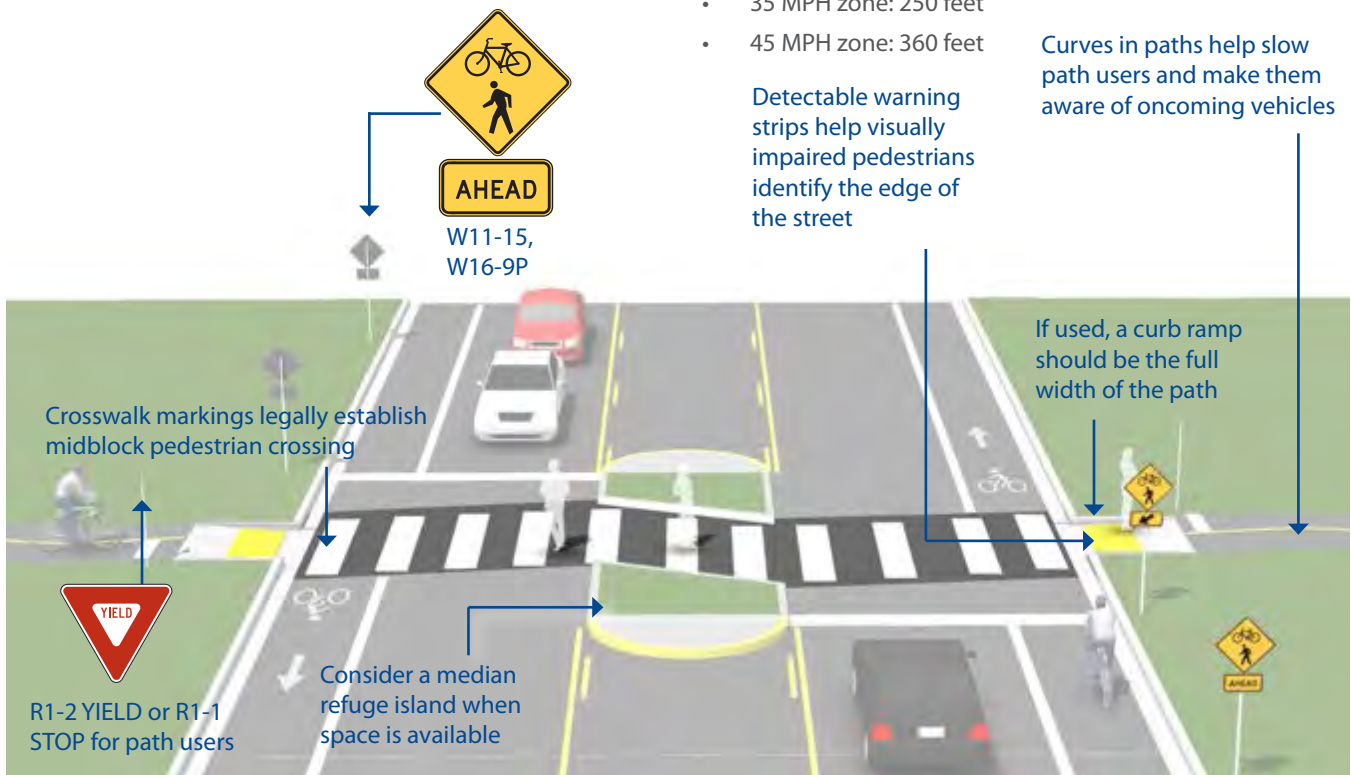 • 35 MPH zone: 250 feet
• 45 MPH zone: 360 feet
Curves in paths help slow
path users and make them
aware of oncoming vehicles
Detectable warning
strips help visually
impaired pedestrians
identify the edge of
the street
AHEAD
W11-15,
W16-9P
If used, a curb ramp
should be the full
width of the path
Crosswalk markings legally establish
midblock pedestrian crossing
YIELD
R1-2 YIELD or R1-1
STOP for path users
Consider a median
refuge island when
space is available
AHEAD